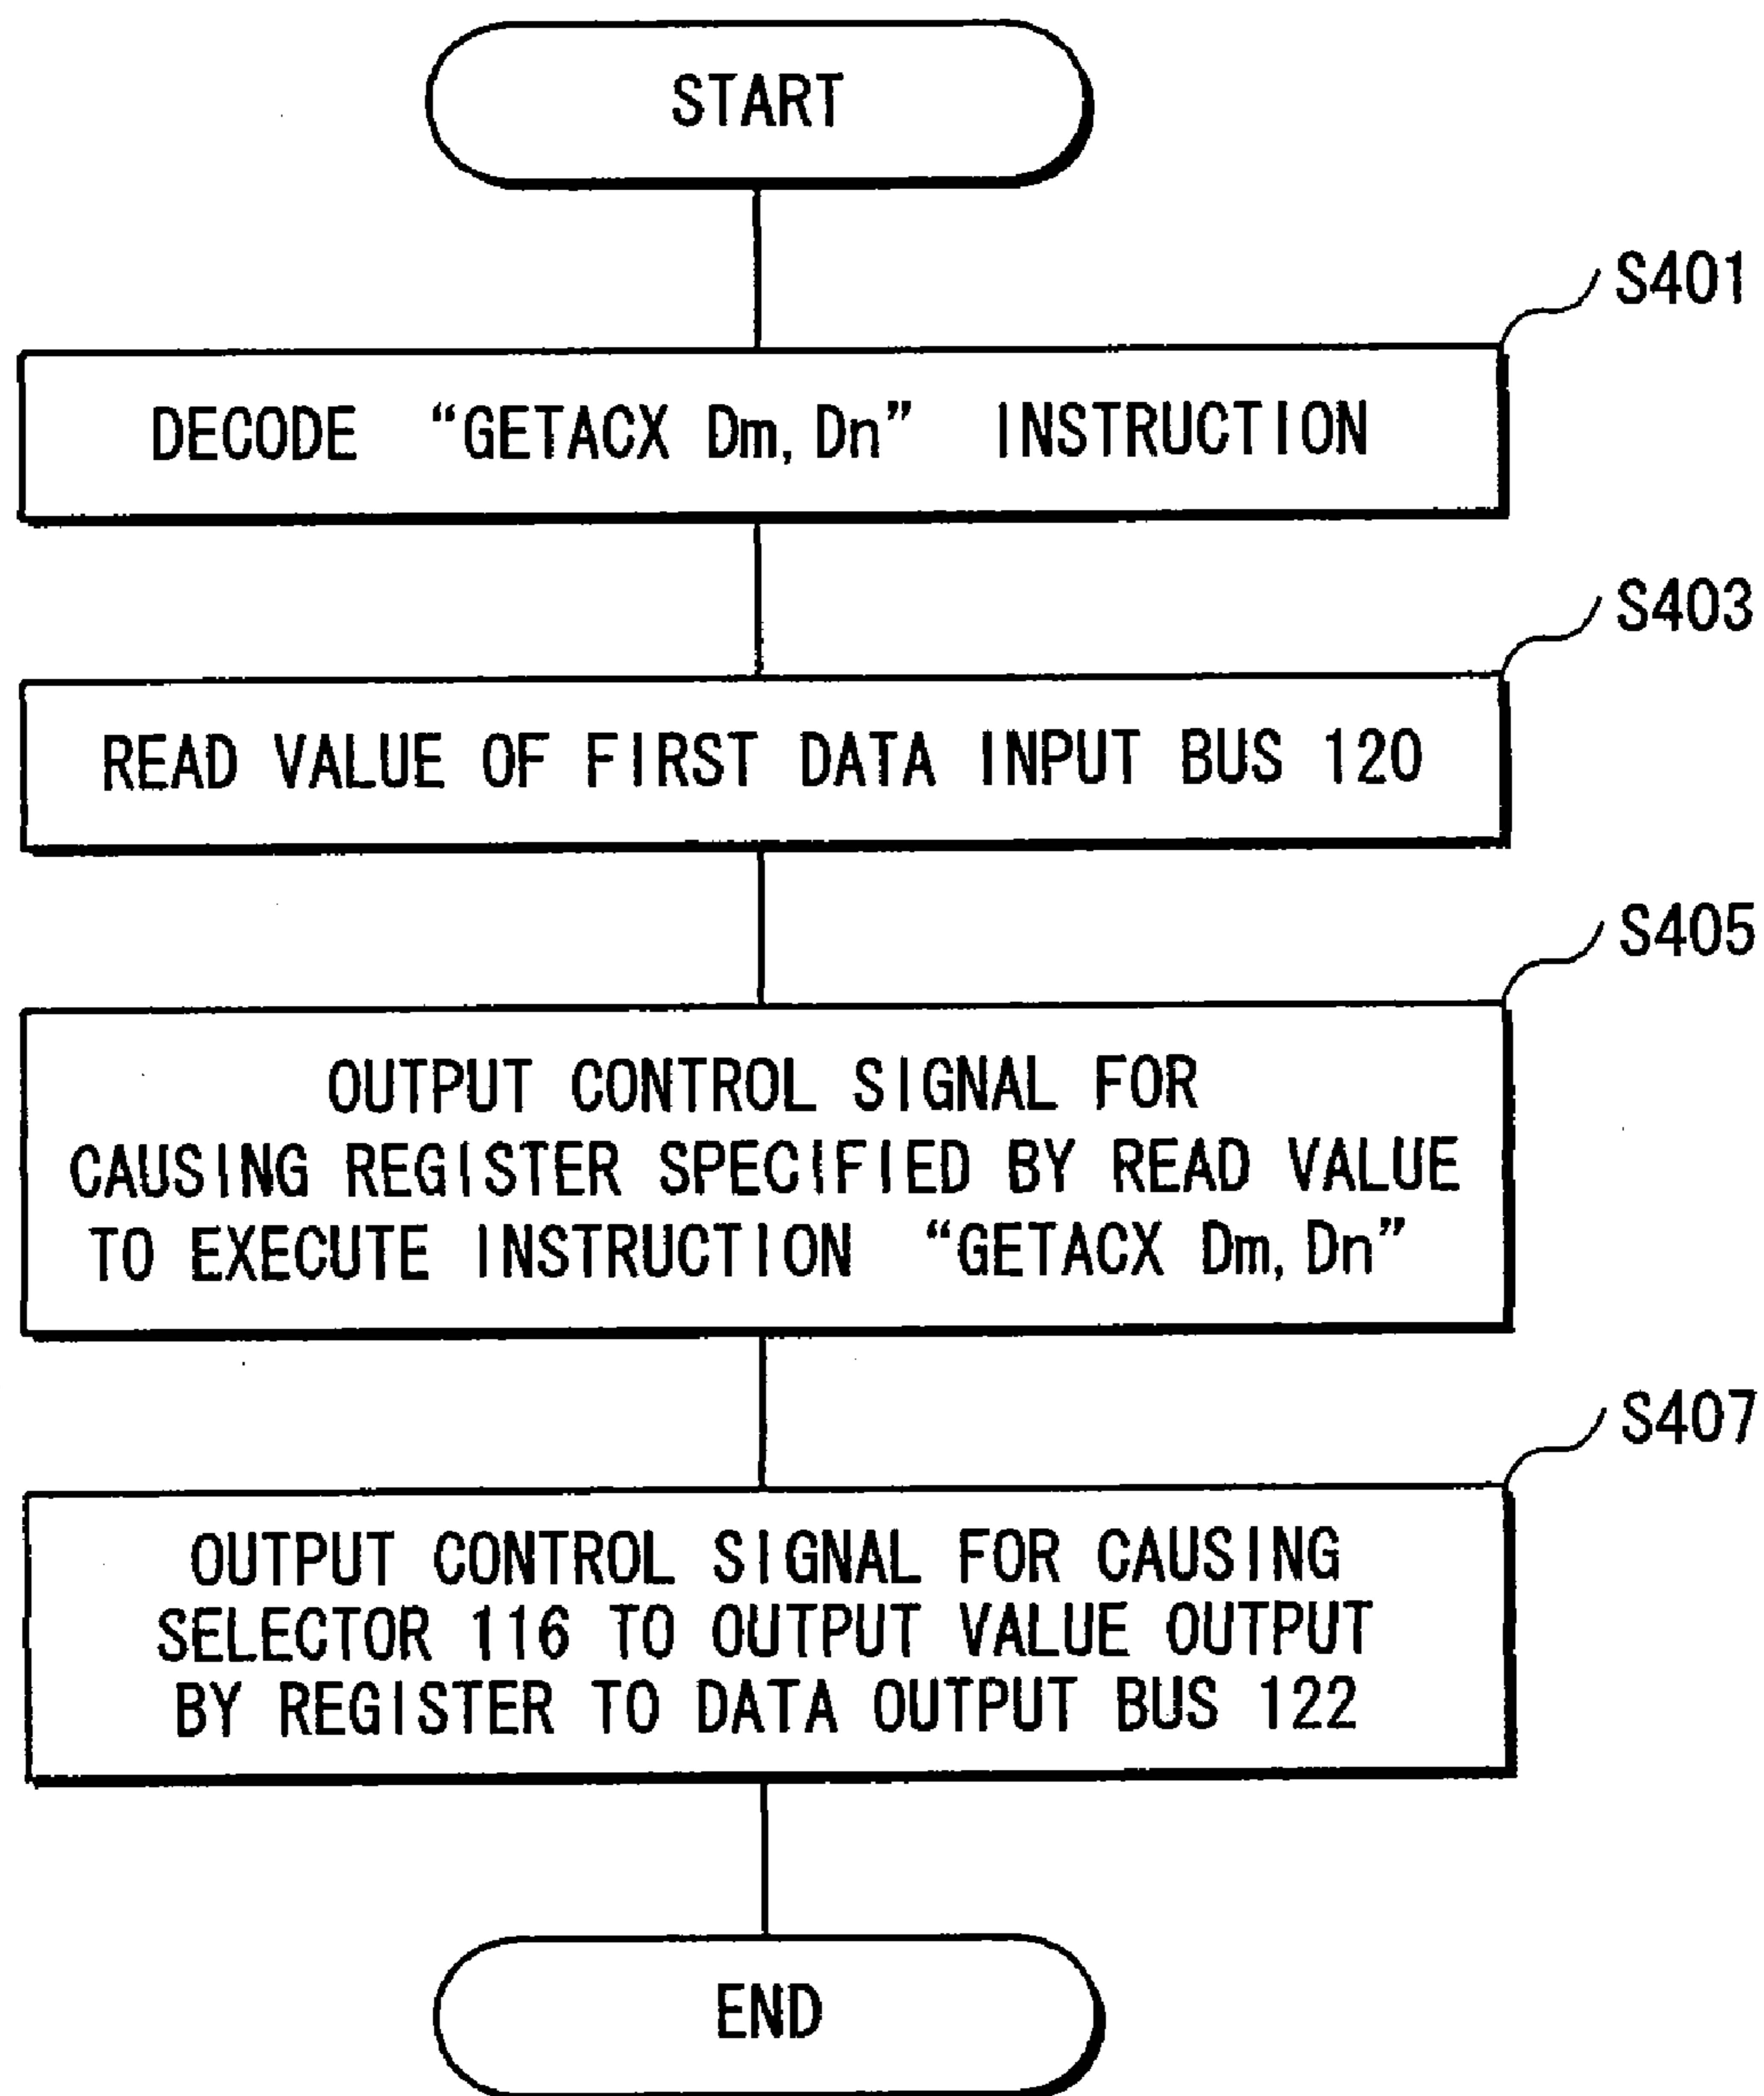 START
S401
DECODE “GETACX Dm, Dn” INSTRUCTION
S403
READ VALUE OF FIRST DATA INPUT BUS 120
S405
OUTPUT CONTROL SIGNAL FOR
CAUSING REGISTER SPECIFIED BY READ VALUE
TO EXECUTE INSTRUCTION “GETACX Dm, Dn”
S407
OUTPUT CONTROL SIGNAL FOR CAUSING
SELECTOR 116 TO OUTPUT VALUE OUTPUT
BY REGISTER TO DATA OUTPUT BUS 122
END